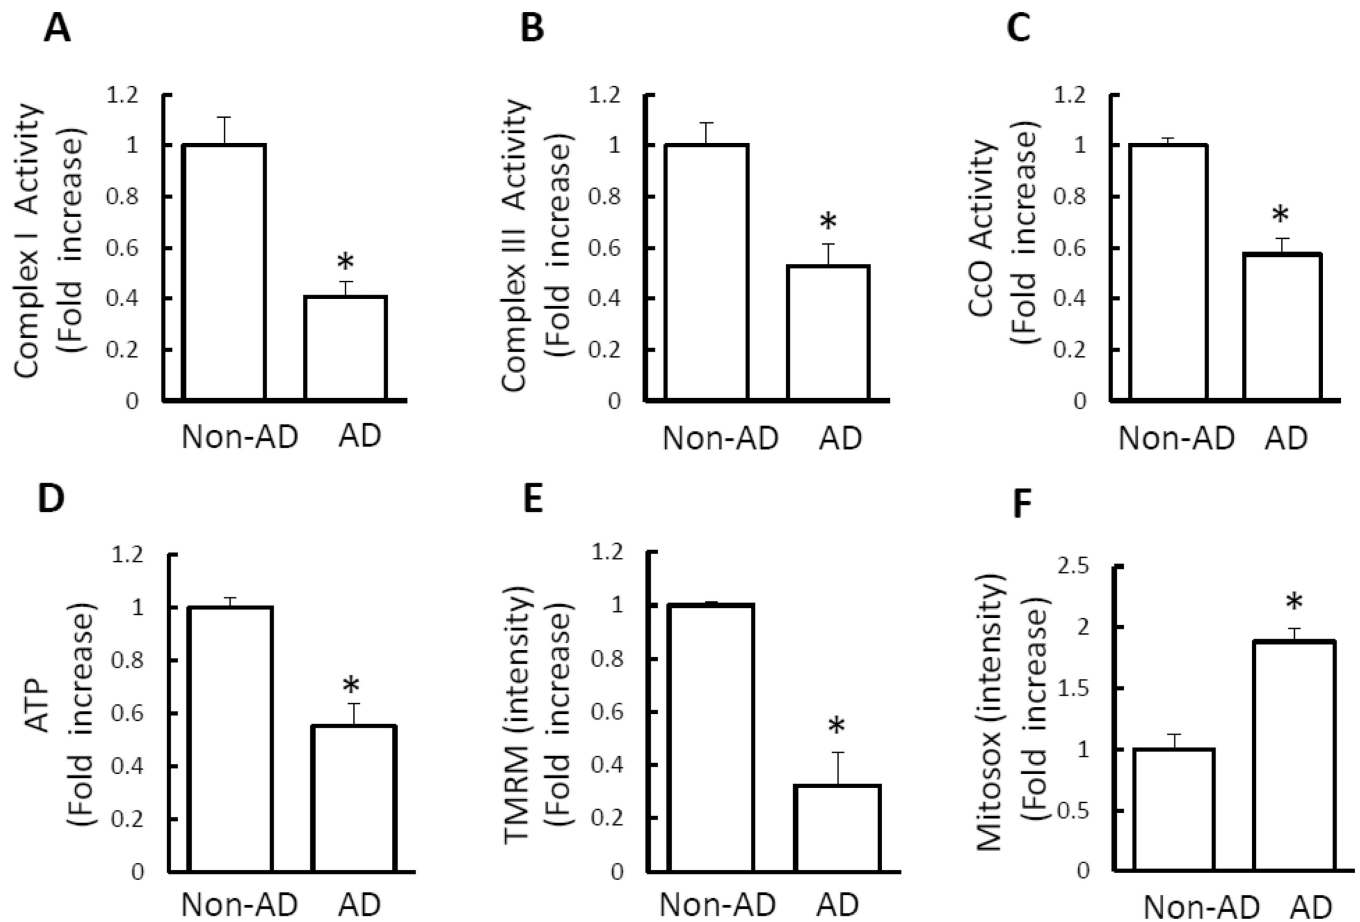 A
Complex I Activity
(Fold increase)
1.2
1
0.8
0.6
0.4
0.2
0
*
Non-AD AD
B
Complex III Activity
(Fold increase)
1.2
1
0.8
0.6
0.4
0.2
0
*
Non-AD AD
C
CcO Activity
(Fold increase)
1.2
1
0.8
0.6
0.4
0.2
0
*
Non-AD AD
D
ATP
(Fold increase)
1.2
1
0.8
0.6
0.4
0.2
0
*
Non-AD AD
E
TMRM (intensity)
(Fold increase)
1.2
1
0.8
0.6
0.4
0.2
0
*
Non-AD AD
F
Mitosox (intensity)
(Fold increase)
2.5
2
1.5
1
0.5
0
*
Non-AD AD